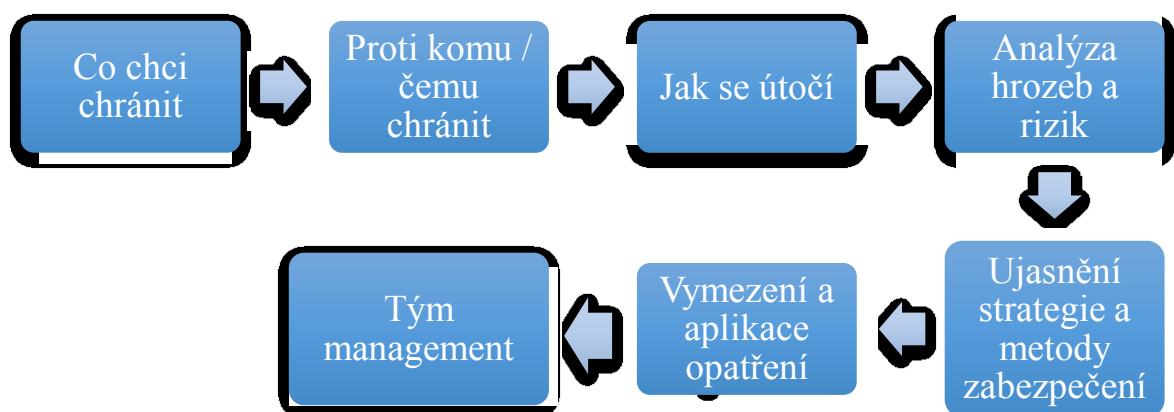 Co chci
chránit
Proti komu /
čemu
chránit
Jak se útočí
Analýza
hrozeb a
rizik
Ujasnění
strategie a
metody
zabezpečení
Vymezení a
aplikace
opatření
Tým
management